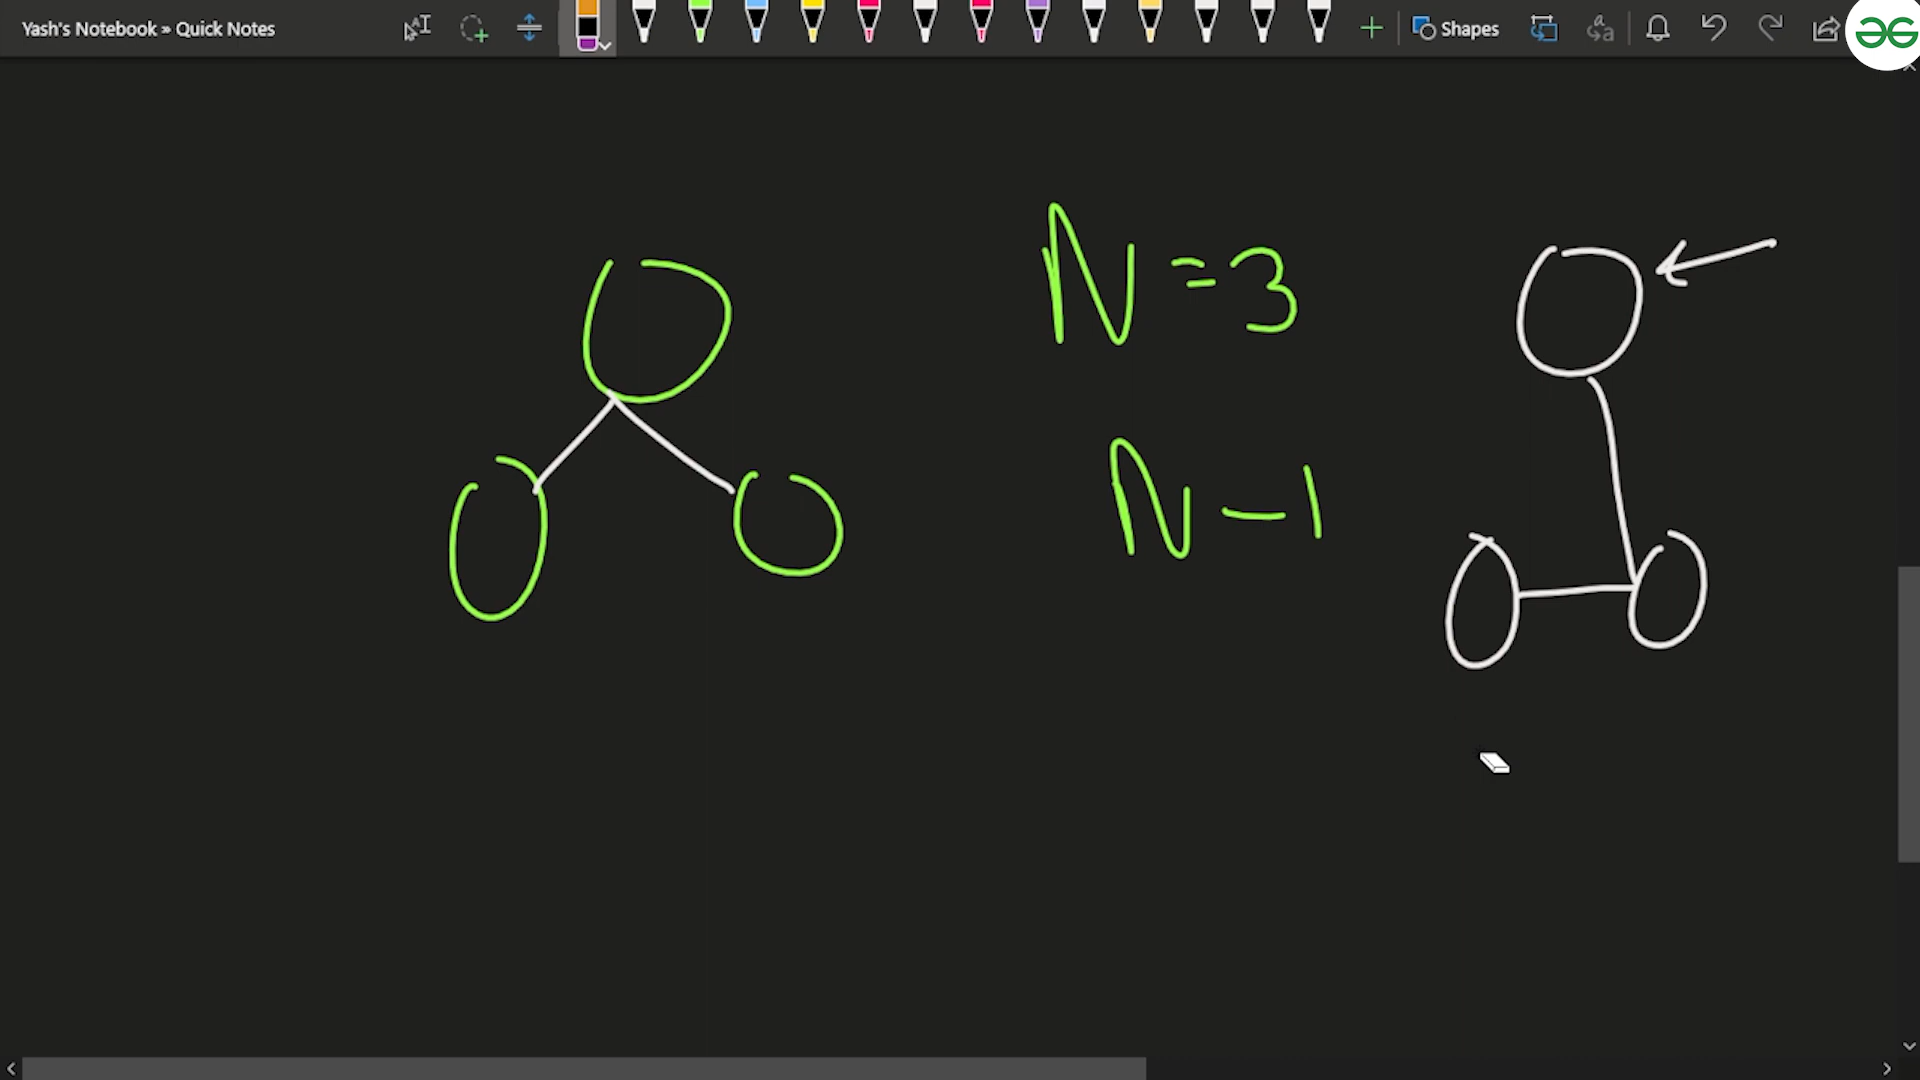 Yash's Notebook » Quick Notes
Shapes
N = 3
N - 1